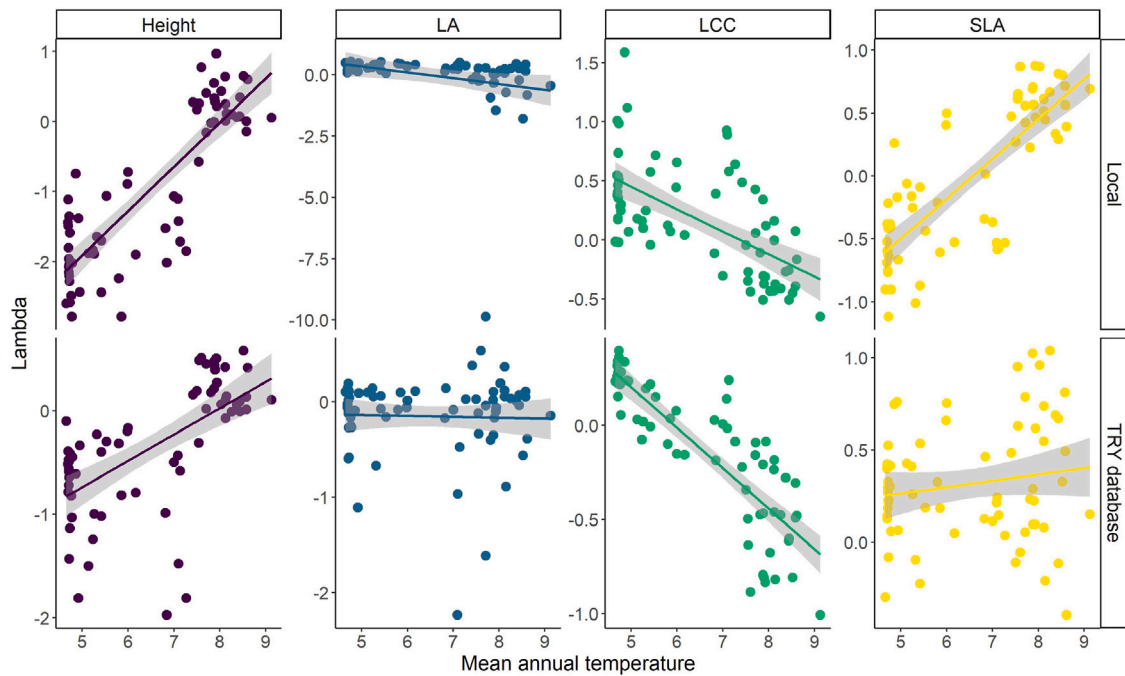 Height LA LCC SLA
1 0.0 1.5 1.0
0 -2.5 1.0 0.5
-1 -5.0 0.5 0.0
-2 -7.5 0.0 -0.5
-10.0 -0.5 -1.0
Local
Lambda
0 0 0.0 1.0
-1 -1 -0.5 0.5
-2 -2 -1.0 0.0
TRY database
5 6 7 8 9 5 6 7 8 9 5 6 7 8 9 5 6 7 8 9
Mean annual temperature